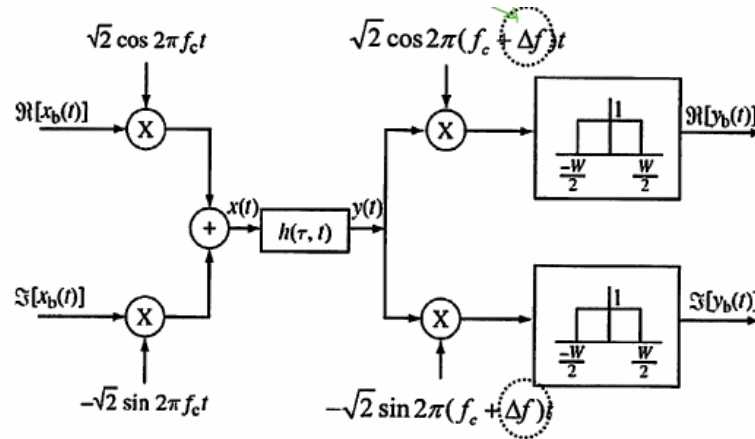 √2 cos 2πf_c t
√2 cos 2π(f_c + Δf)t
ℜ[x_b(t)]
X
X
1
-W/2
W/2
ℜ[y_b(t)]
+
x(t)
h(τ, t)
y(t)
ℑ[x_b(t)]
X
X
1
-W/2
W/2
ℑ[y_b(t)]
-√2 sin 2πf_c t
-√2 sin 2π(f_c + Δf)t